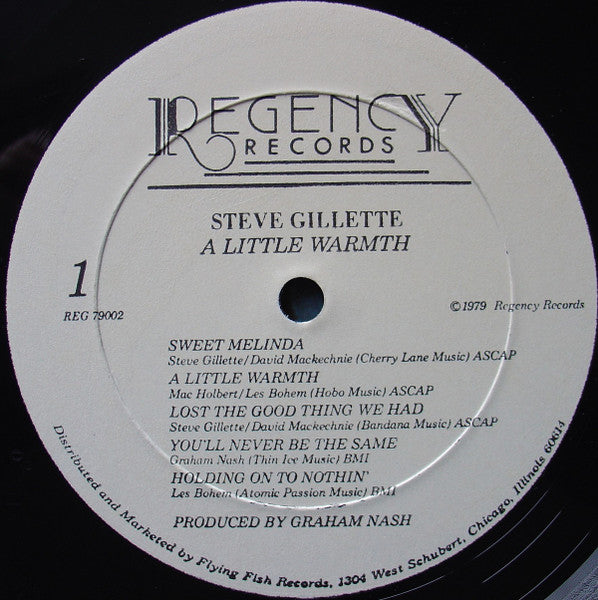 REGENCY
RECORDS
STEVE GILLETTE
A LITTLE WARMTH
1
REG 79002
©1979 Regency Records
SWEET MELINDA
Steve Gillette/David Mackechnie (Cherry Lane Music) ASCAP
A LITTLE WARMTH
Mac Holbert/Les Bohem (Hobo Music) ASCAP
LOST THE GOOD THING WE HAD
Steve Gillette/David Mackechnie (Bandana Music) ASCAP
YOU'LL NEVER BE THE SAME
Graham Nash (Thin Ice Music) BMI
HOLDING ON TO NOTHIN'
Les Bohem (Atomic Passion Music) BMI
PRODUCED BY GRAHAM NASH
Distributed and Marketed by Flying Fish Records, 1304 West Schubert, Chicago, Illinois 60614